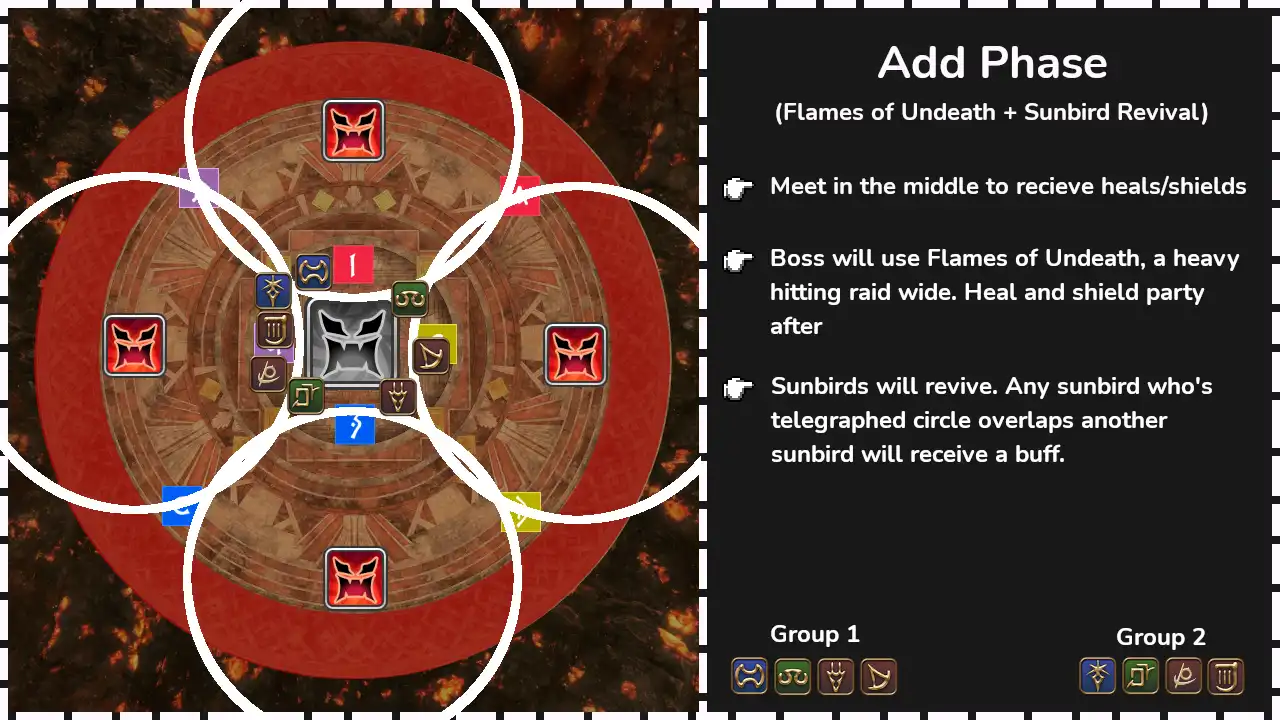 Add Phase
(Flames of Undeath + Sunbird Revival)
Meet in the middle to recieve heals/shields
Boss will use Flames of Undeath, a heavy
hitting raid wide. Heal and shield party
after
Sunbirds will revive. Any sunbird who's
telegraphed circle overlaps another
sunbird will receive a buff.
Group 1
Group 2